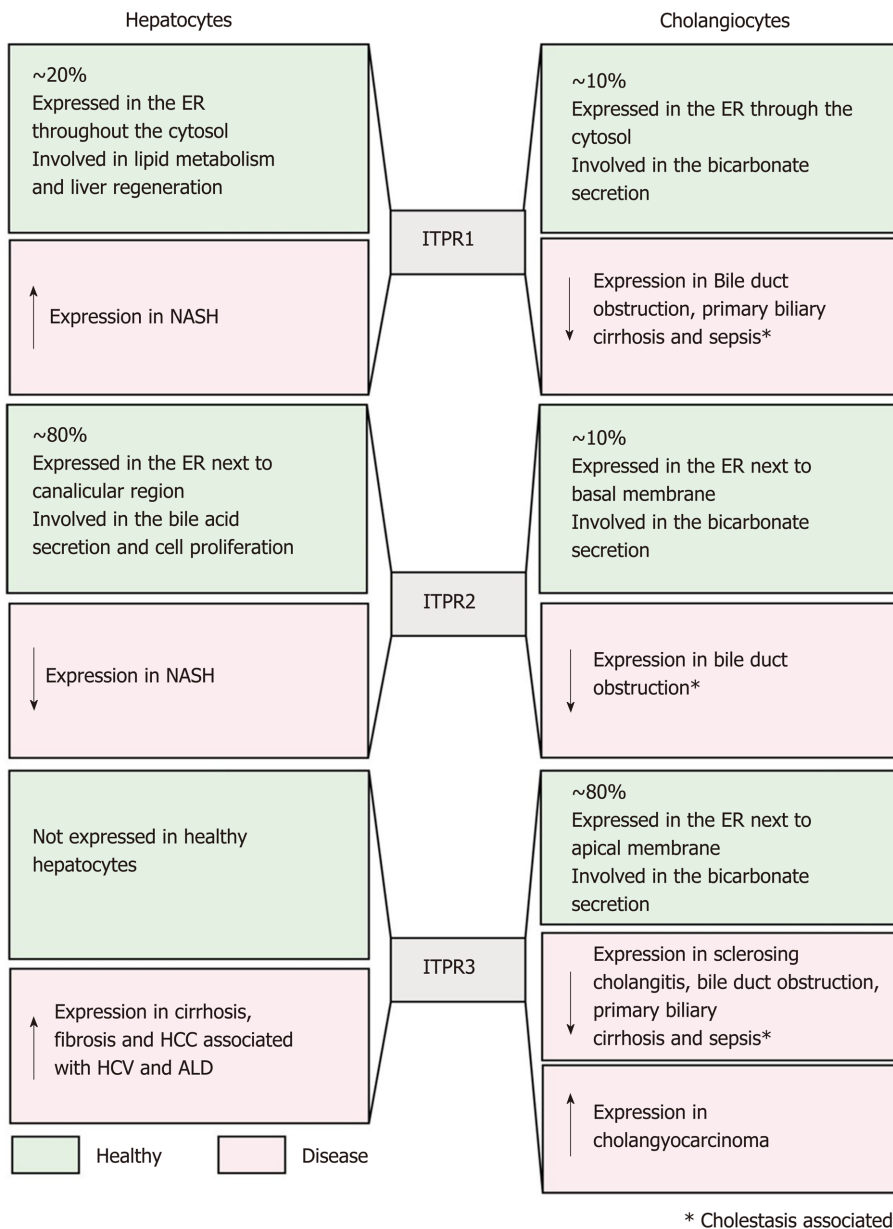 Hepatocytes
Cholangiocytes
~20%
Expressed in the ER
throughout the cytosol
Involved in lipid metabolism
and liver regeneration
~10%
Expressed in the ER through the
cytosol
Involved in the bicarbonate
secretion
ITPR1
Expression in NASH
Expression in Bile duct
obstruction, primary biliary
cirrhosis and sepsis*
~80%
Expressed in the ER next to
canalicular region
Involved in the bile acid
secretion and cell proliferation
~10%
Expressed in the ER next to
basal membrane
Involved in the bicarbonate
secretion
ITPR2
Expression in NASH
Expression in bile duct
obstruction*
Not expressed in healthy
hepatocytes
~80%
Expressed in the ER next to
apical membrane
Involved in the bicarbonate
secretion
ITPR3
Expression in cirrhosis,
fibrosis and HCC associated
with HCV and ALD
Expression in sclerosing
cholangitis, bile duct obstruction,
primary biliary
cirrhosis and sepsis*
Expression in
cholangyocarcinoma
Healthy
Disease
* Cholestasis associated